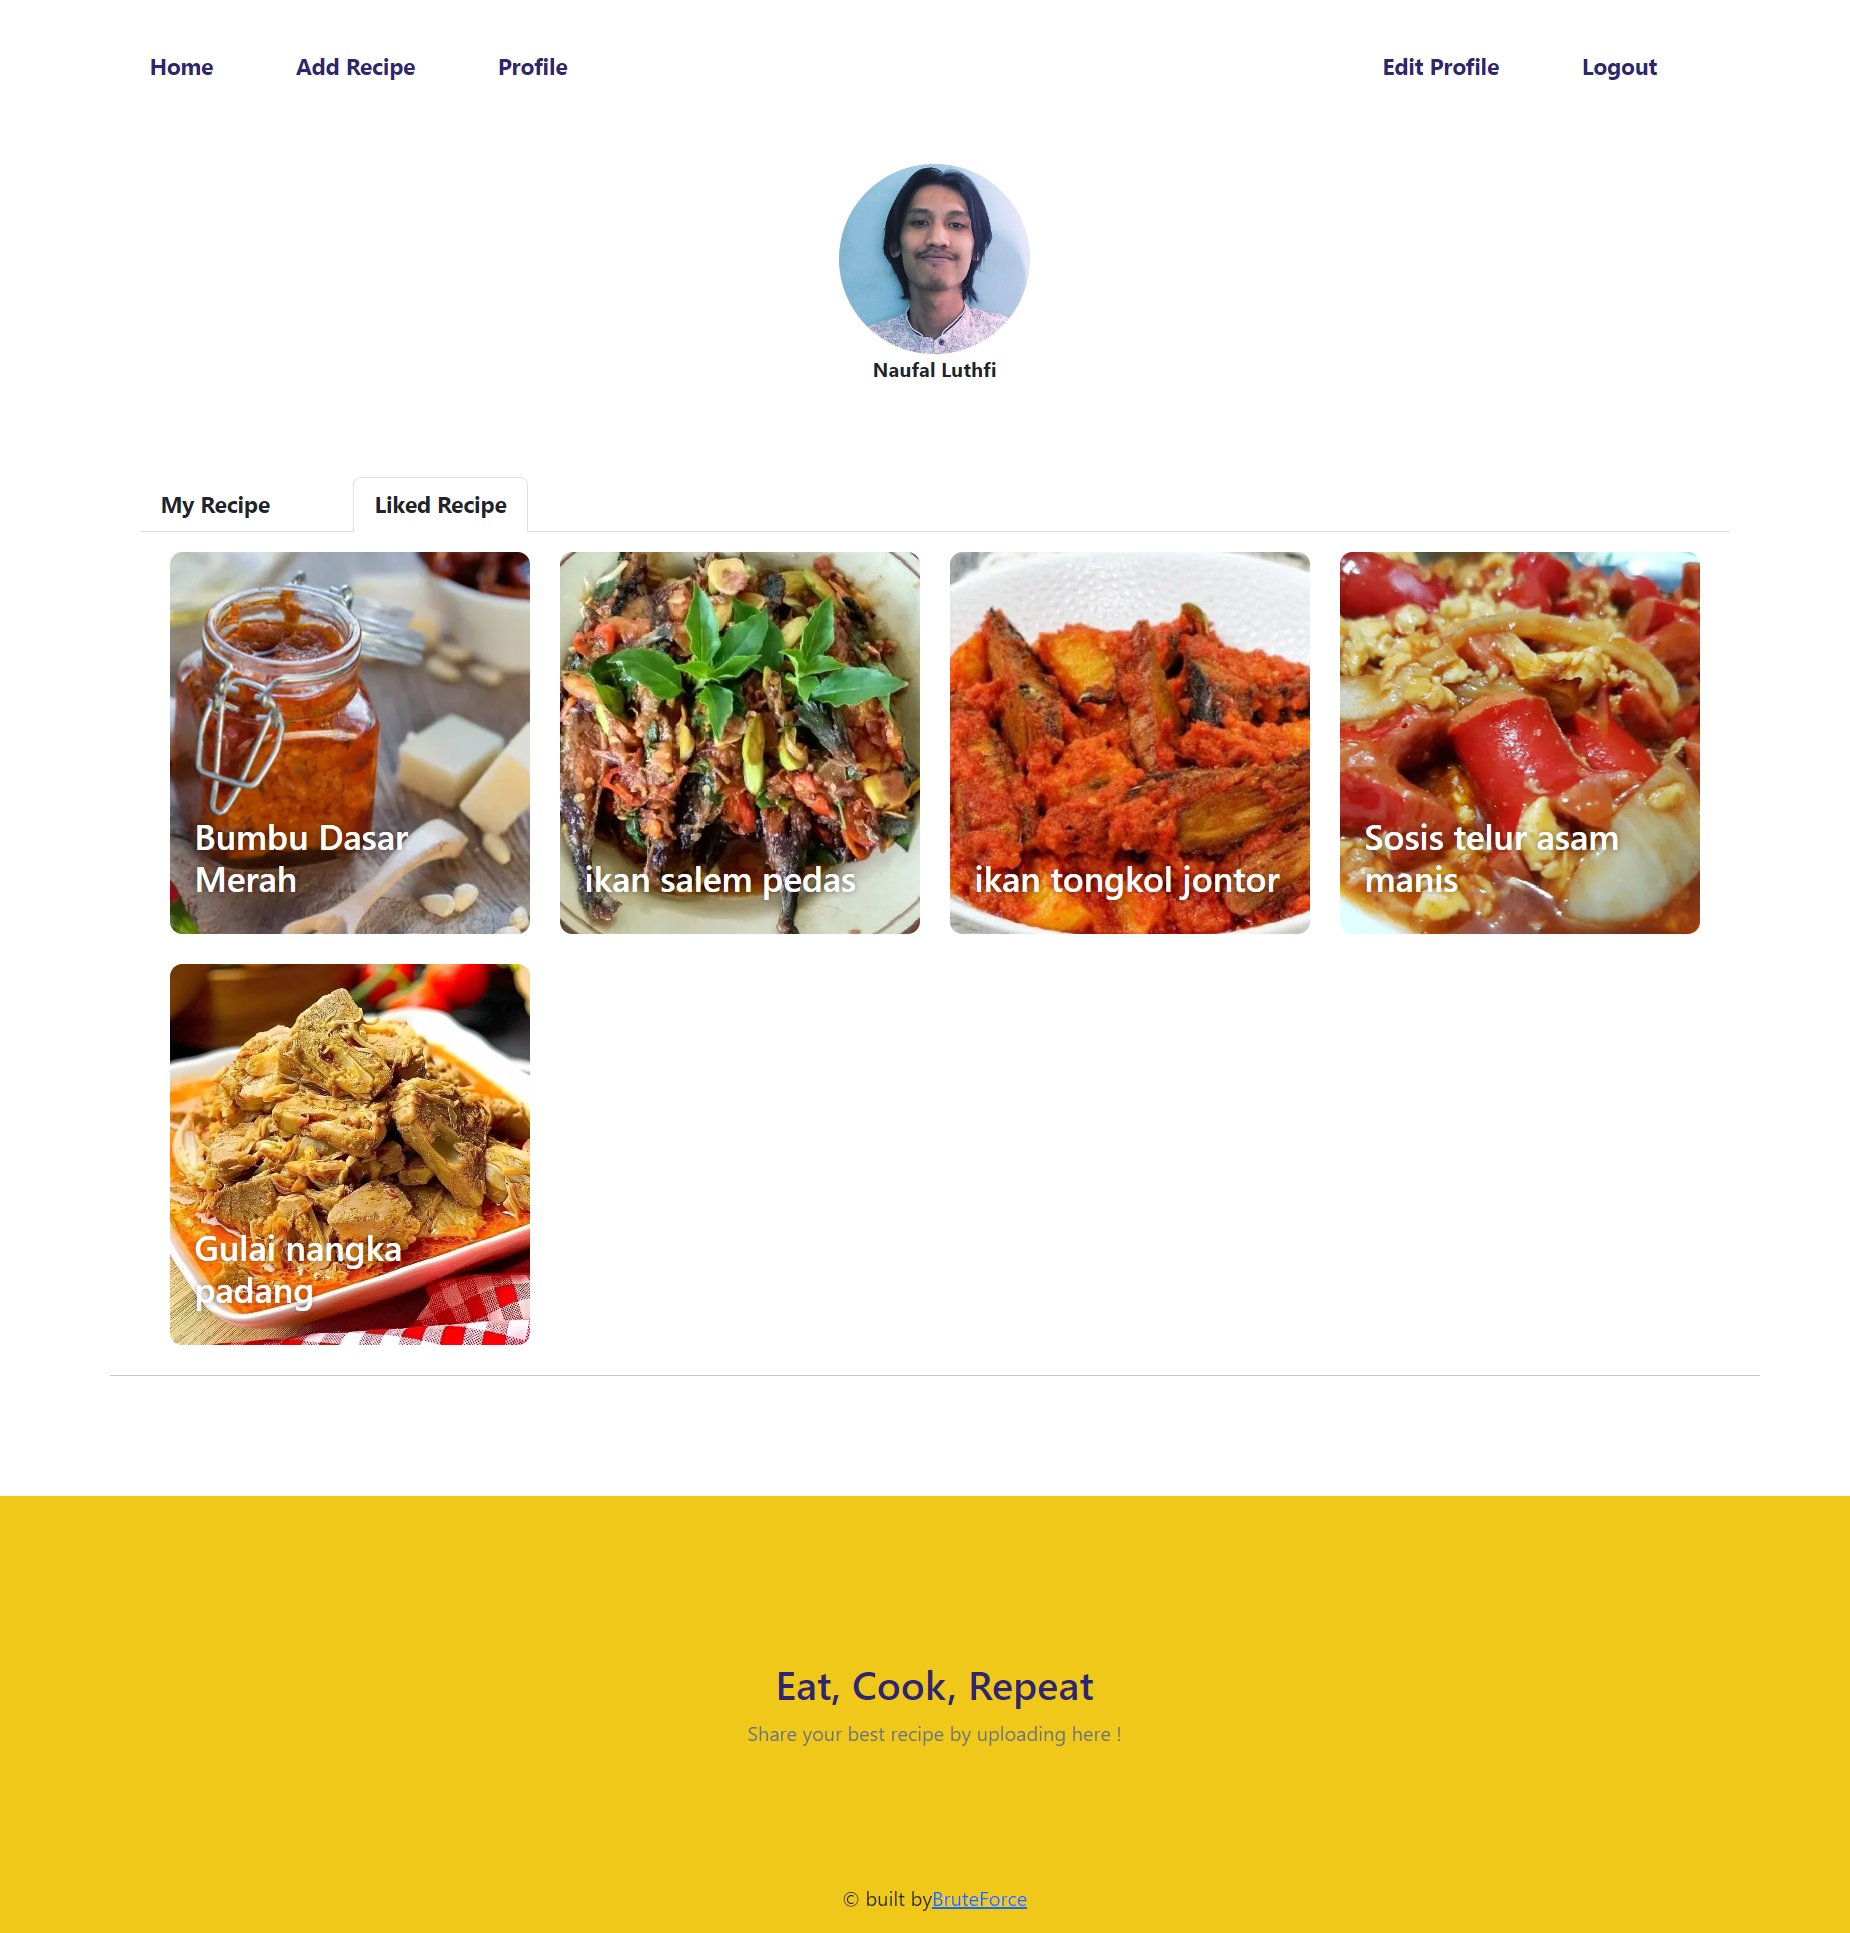 Home Add Recipe Profile Edit Profile Logout
Naufal Luthfi
My Recipe Liked Recipe
Bumbu Dasar
Merah
ikan salem pedas
ikan tongkol jontor
Sosis telur asam
manis
Gulai nangka
padang
Eat, Cook, Repeat
Share your best recipe by uploading here !
© built byBruteForce